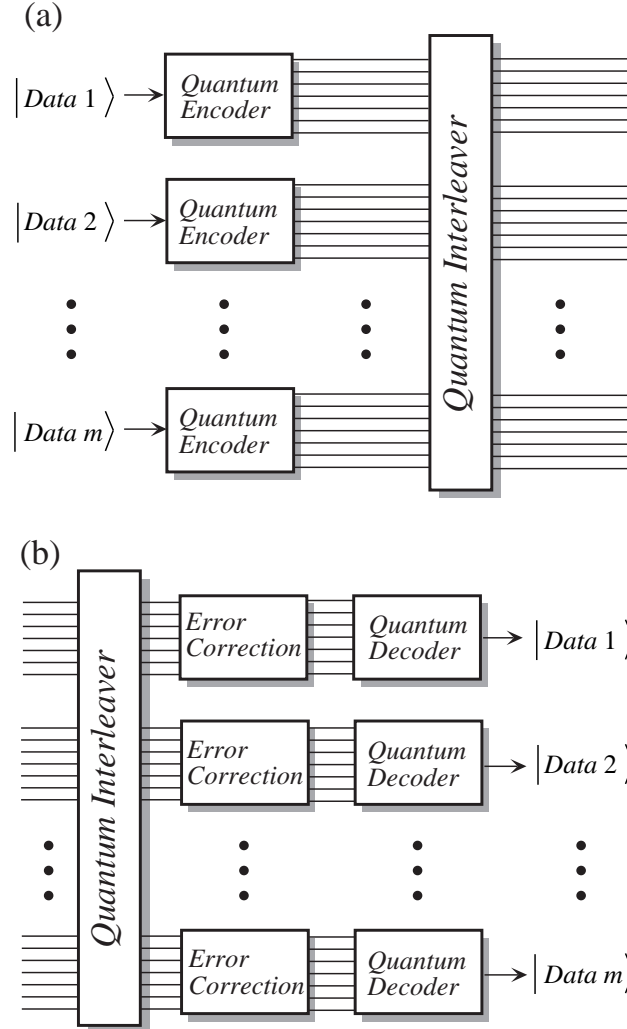 (a)
|Data 1⟩
Quantum
Encoder
|Data 2⟩
Quantum
Encoder
|Data m⟩
Quantum
Encoder
Quantum Interleaver
(b)
Quantum Interleaver
Error
Correction
Quantum
Decoder
|Data 1⟩
Error
Correction
Quantum
Decoder
|Data 2⟩
Error
Correction
Quantum
Decoder
|Data m⟩